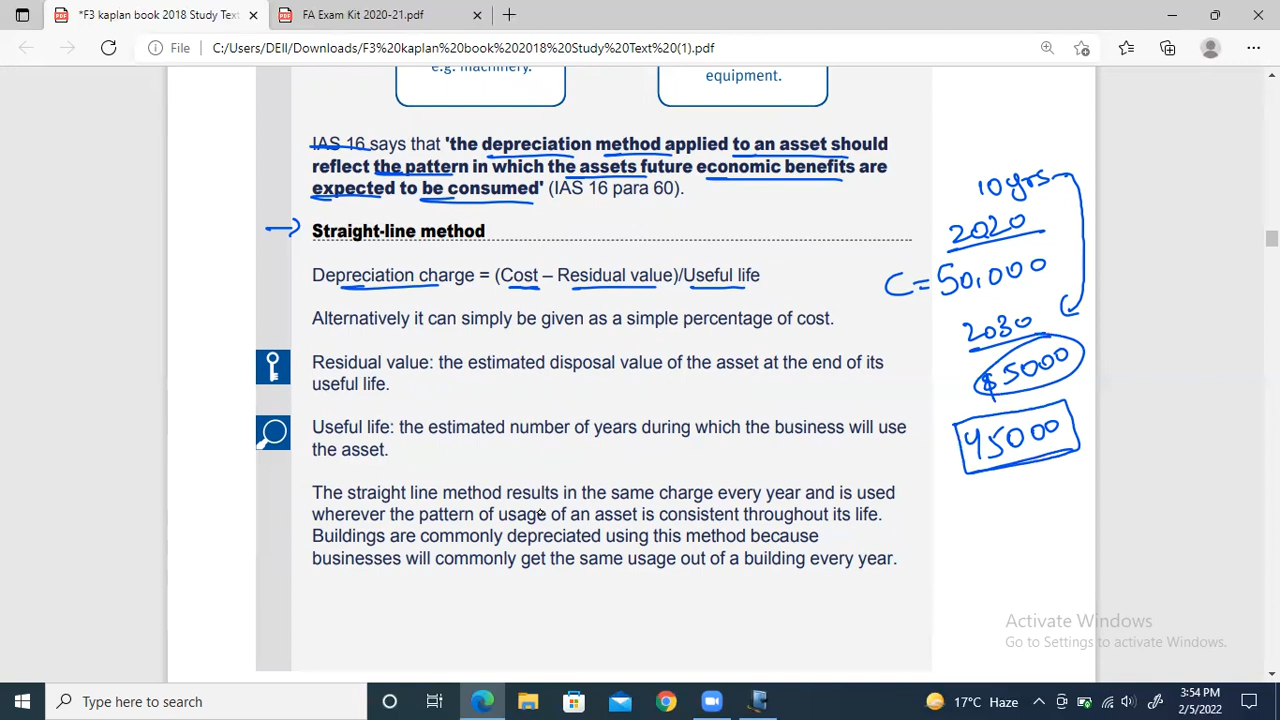 *F3 kaplan book 2018 Study Tex
FA Exam Kit 2020-21.pdf
File
C:/Users/DEll/Downloads/F3%20kaplan%20book%202018%20Study%20Text%20(1).pdf
e.g. machinery.
equipment.
IAS 16 says that 'the depreciation method applied to an asset should
reflect the pattern in which the assets future economic benefits are
expected to be consumed' (IAS 16 para 60).
Straight-line method
Depreciation charge = (Cost – Residual value)/Useful life
Alternatively it can simply be given as a simple percentage of cost.
Residual value: the estimated disposal value of the asset at the end of its
useful life.
Useful life: the estimated number of years during which the business will use
the asset.
The straight line method results in the same charge every year and is used
wherever the pattern of usage of an asset is consistent throughout its life.
Buildings are commonly depreciated using this method because
businesses will commonly get the same usage out of a building every year.
10 yrs
2020
C = 50,000
2030
$5000
45000
Activate Windows
Go to Settings to activate Windows.
Type here to search
17°C Haze
3:54 PM
2/5/2022